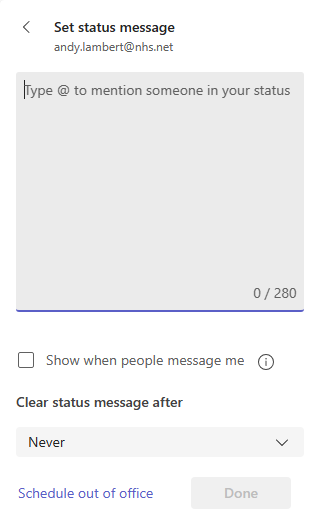 Set status message
andy.lambert@nhs.net
Type @ to mention someone in your status
0 / 280
Show when people message me
Clear status message after
Never
Schedule out of office
Done